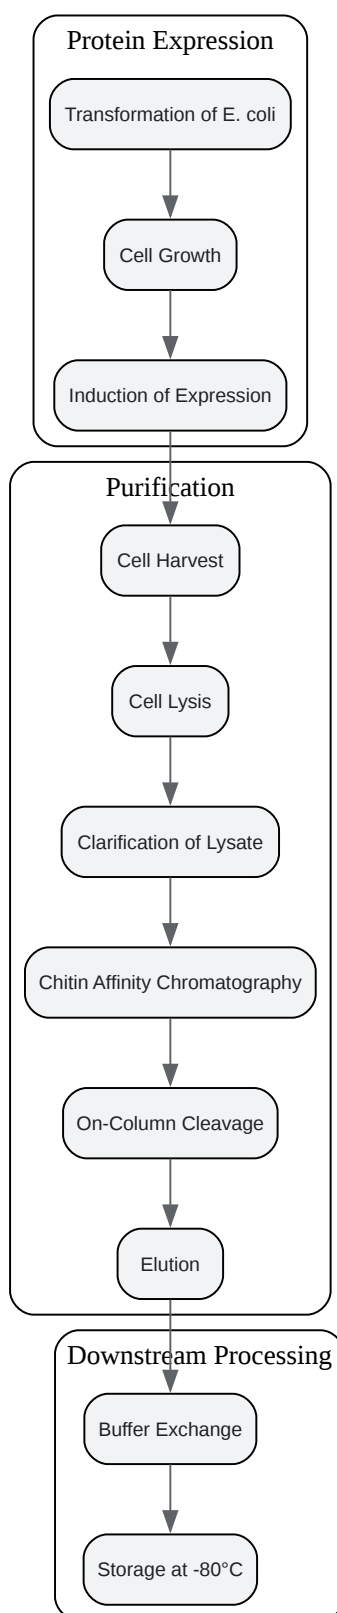 Protein Expression
Transformation of E. coli
Cell Growth
Induction of Expression
Purification
Cell Harvest
Cell Lysis
Clarification of Lysate
Chitin Affinity Chromatography
On-Column Cleavage
Elution
Downstream Processing
Buffer Exchange
Storage at -80°C